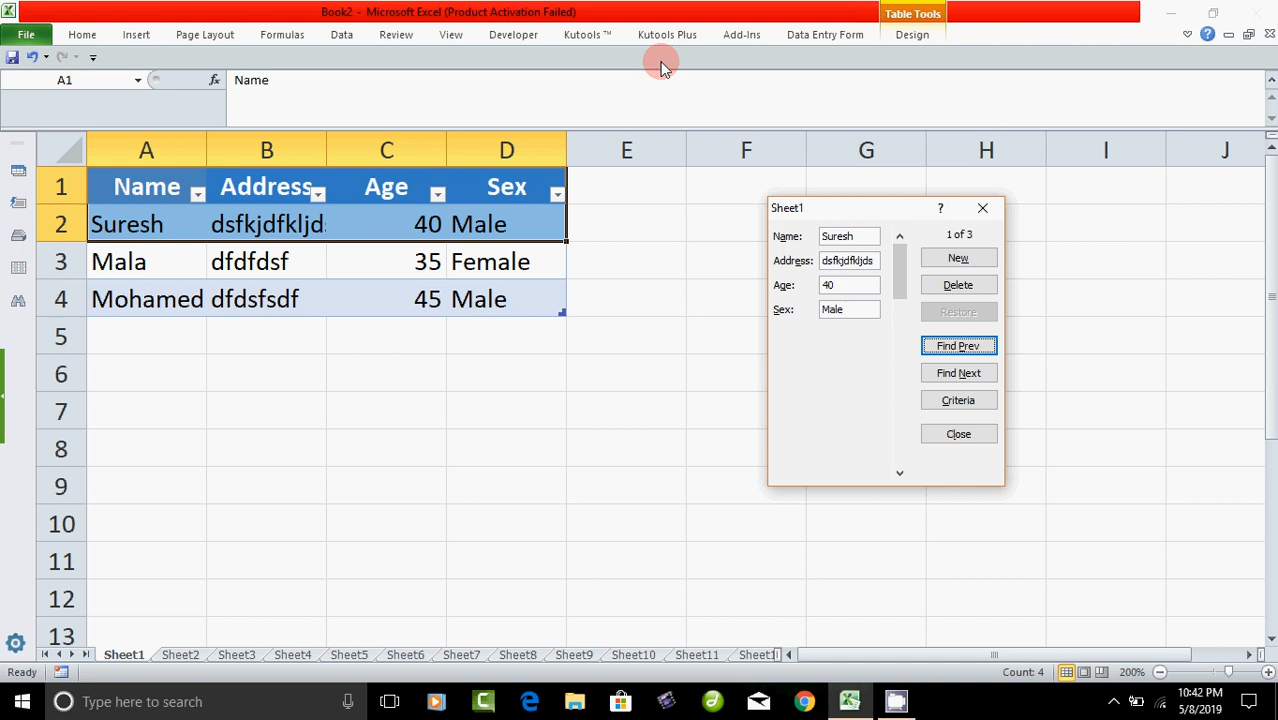 Book2 - Microsoft Excel (Product Activation Failed)
Table Tools
File Home Insert Page Layout Formulas Data Review View Developer Kutools ™ Kutools Plus Add-Ins Data Entry Form Design
A1 fx Name
A B C D E F G H I J
1 Name Address Age Sex
2 Suresh dsfkjdfkljds 40 Male
3 Mala dfdfdsf 35 Female
4 Mohamed dfdsfsdf 45 Male
5
6
7
8
9
10
11
12
13
Sheet1
1 of 3
Name: Suresh
New
Address: dsfkjdfkljds
Age: 40
Delete
Sex: Male
Restore
Find Prev
Find Next
Criteria
Close
Sheet1 Sheet2 Sheet3 Sheet4 Sheet5 Sheet6 Sheet7 Sheet8 Sheet9 Sheet10 Sheet11 Sheet1
Ready Count: 4 200%
Type here to search
10:42 PM
5/8/2019